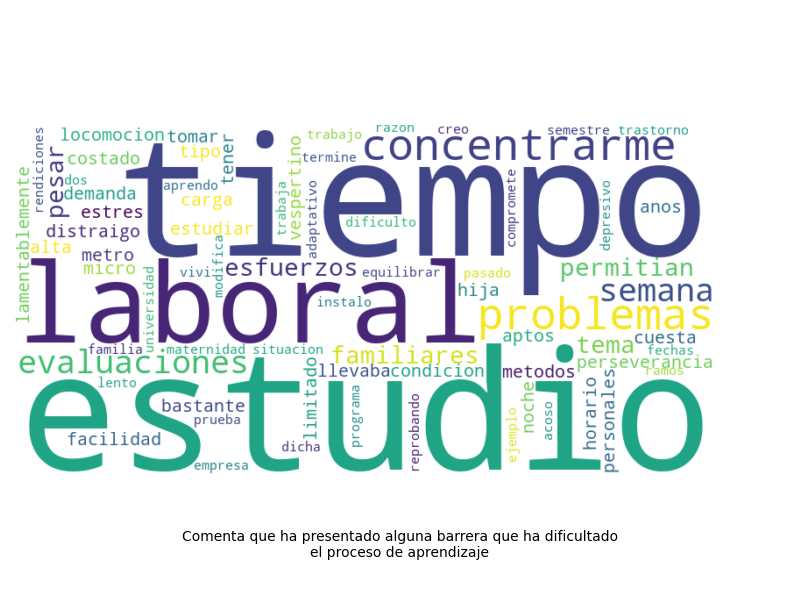 locomocion
tomar
trabajo
razon
creo
semestre
trastorno
rendiciones
costado
tipo
tener
vespertino
termine
concentrarme
lamentablemente
pesar
dos
demanda
aprendo
tiempo
estres
carga
trabaja
adaptativo
compromete
depresivo
anos
distraigo
estudiar
dificulto
alta
metro
micro
universidad
vivir
modifica
esfuerzos
equilibrar
pasado
permitian
laboral
instalo
hija
semana
problemas
familia
maternidad
situacion
aptos
tema
cuesta
fechas
evaluaciones
familiares
perseverancia
lento
limitado
llevaba
condicion
metodos
ramos
estudio
bastante
prueba
programa
reprobando
ejemplo
noche
acoso
horario
personales
facilidad
dicha
empresa
Comenta que ha presentado alguna barrera que ha dificultado
el proceso de aprendizaje